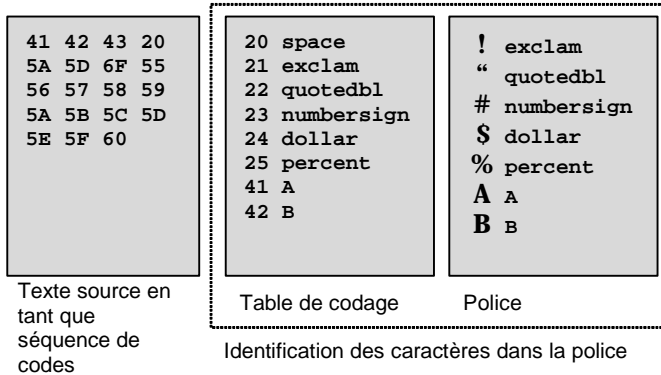 41 42 43 20
5A 5D 6F 55
56 57 58 59
5A 5B 5C 5D
5E 5F 60
Texte source en
tant que
séquence de
codes
20 space
21 exclam
22 quotedbl
23 numbersign
24 dollar
25 percent
41 A
42 B
Table de codage
! exclam
“ quotedbl
# numbersign
$ dollar
% percent
A A
B B
Police
Identification des caractères dans la police